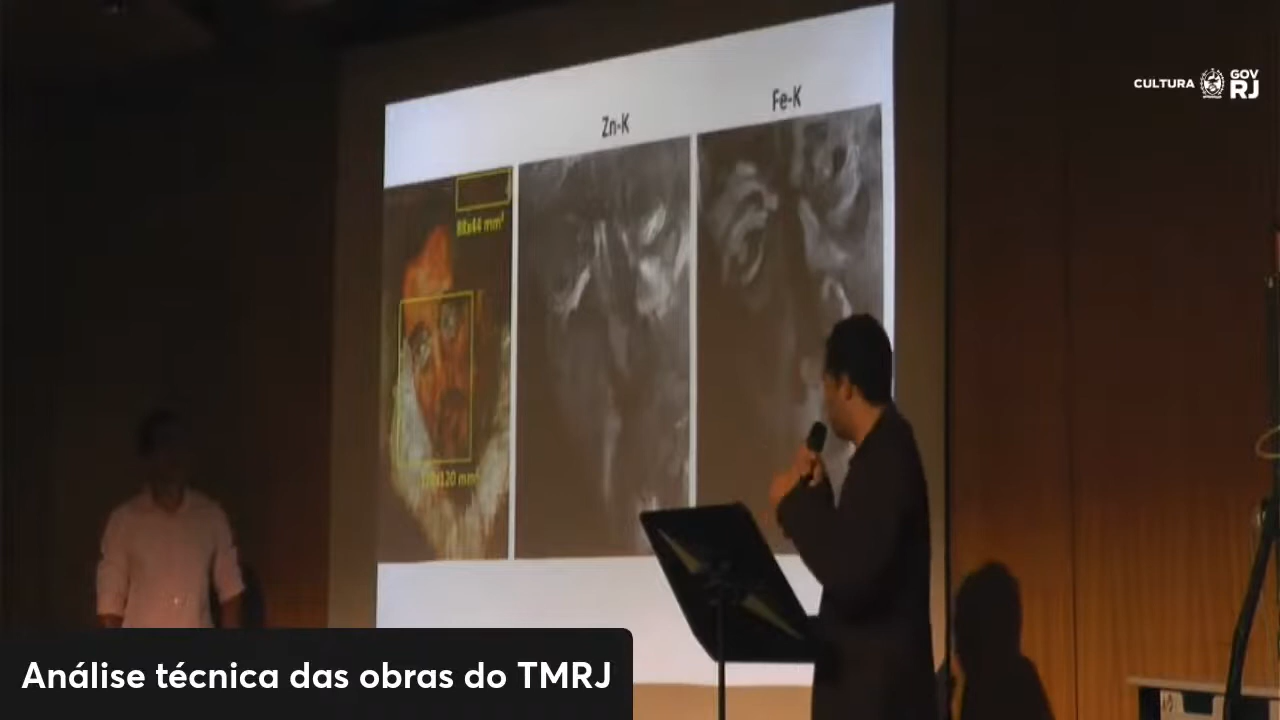 CULTURA
GOV
RJ
Zn-K
Fe-K
88x44 mm²
Análise técnica das obras do TMRJ